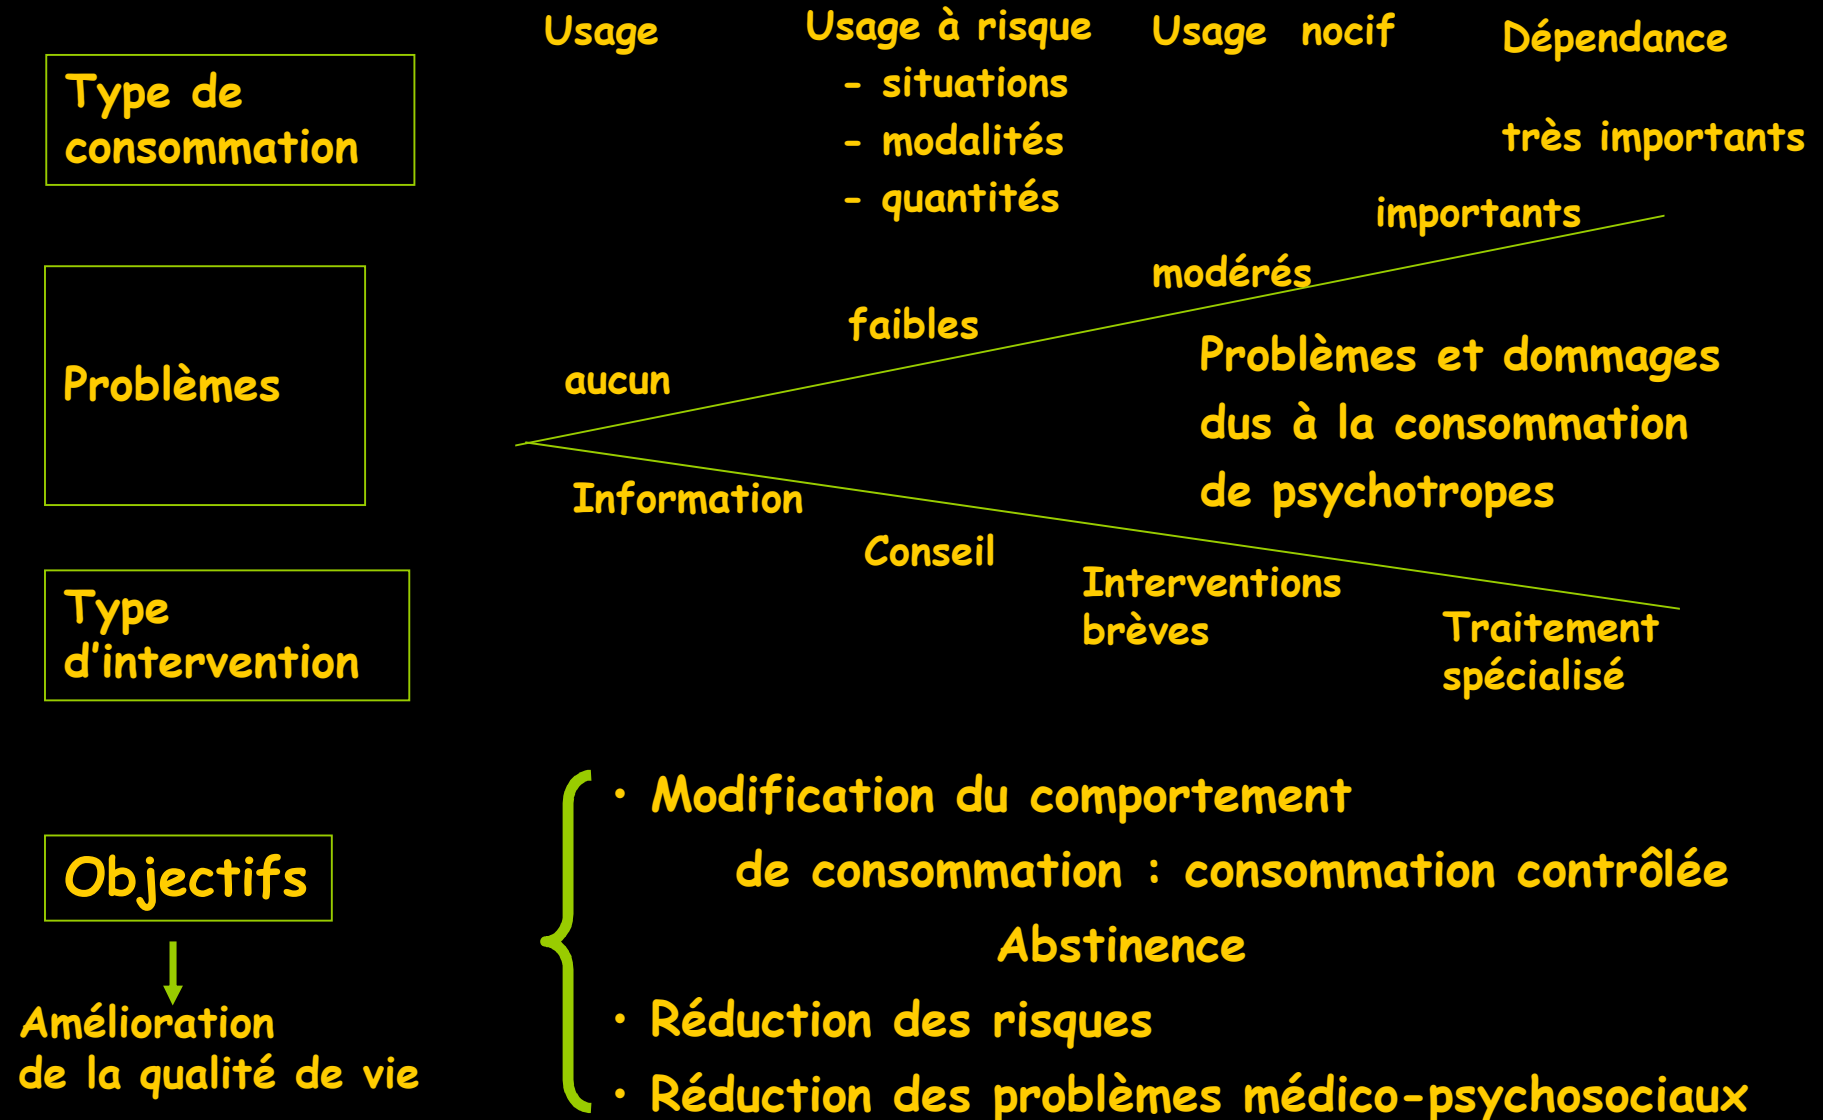 Usage
Usage à risque
- situations
- modalités
- quantités
Usage nocif
Dépendance
Type de
consommation
très importants
importants
modérés
faibles
aucun
Problèmes
Problèmes et dommages
dus à la consommation
de psychotropes
Information
Conseil
Interventions
brèves
Traitement
spécialisé
Type
d'intervention
Objectifs
Amélioration
de la qualité de vie
· Modification du comportement
de consommation : consommation contrôlée
Abstinence
· Réduction des risques
· Réduction des problèmes médico-psychosociaux